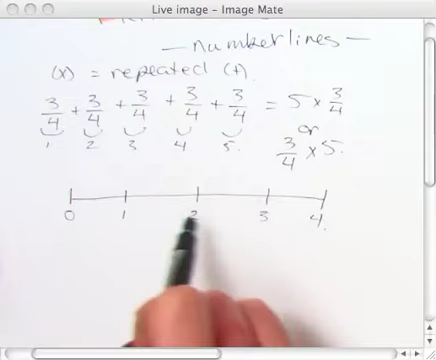 Live image - Image Mate
- numberlines -
(x) = repeated (+)
3/4 + 3/4 + 3/4 + 3/4 + 3/4 = 5 x 3/4
1 2 3 4 5.
or
3/4 x 5.
0 1 2 3 4.